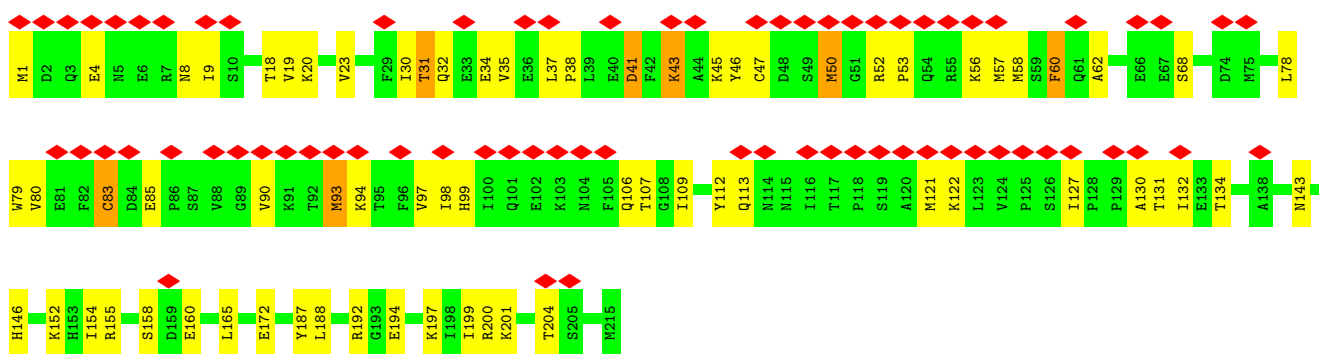 M1 D2 Q3 E4 N5 E6 R7 N8 I9 S10 T18 V19 K20 V23 F29 I30 T31 Q32 E33 E34 V35 E36 L37 P38 L39 E40 D41 F42 K43 A44 K45 Y46 C47 D48 S49 M50 G51 R52 P53 Q54 R55 K56 M57 M58 S59 F60 Q61 A62 E66 E67 S68 D74 M75 L78
W79 V80 E81 F82 C83 D84 E85 P86 S87 V88 G89 V90 K91 T92 M93 K94 T95 F96 V97 I98 H99 I100 Q101 E102 K103 N104 F105 Q106 T107 G108 I109 Y112 Q113 N114 N115 I116 T117 P118 S119 A120 M121 K122 L123 V124 P125 S126 I127 P128 P129 A130 T131 I132 E133 T134 A138 N143
H146 K152 H153 I154 R155 S158 D159 E160 L165 E172 Y187 L188 R192 G193 E194 K197 I198 I199 R200 K201 T204 S205 M215